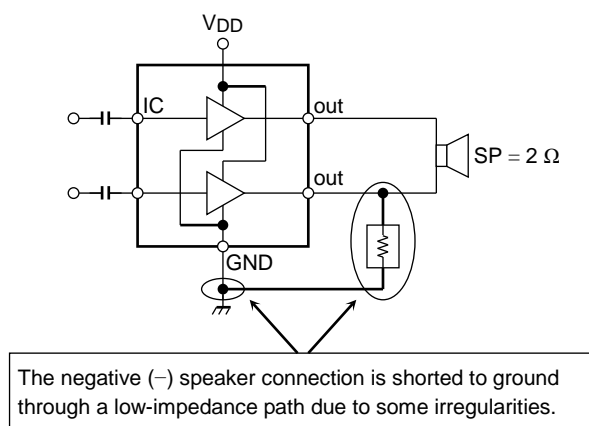 VDD
IC
out
SP = 2 Ω
out
GND
The negative (−) speaker connection is shorted to ground
through a low-impedance path due to some irregularities.